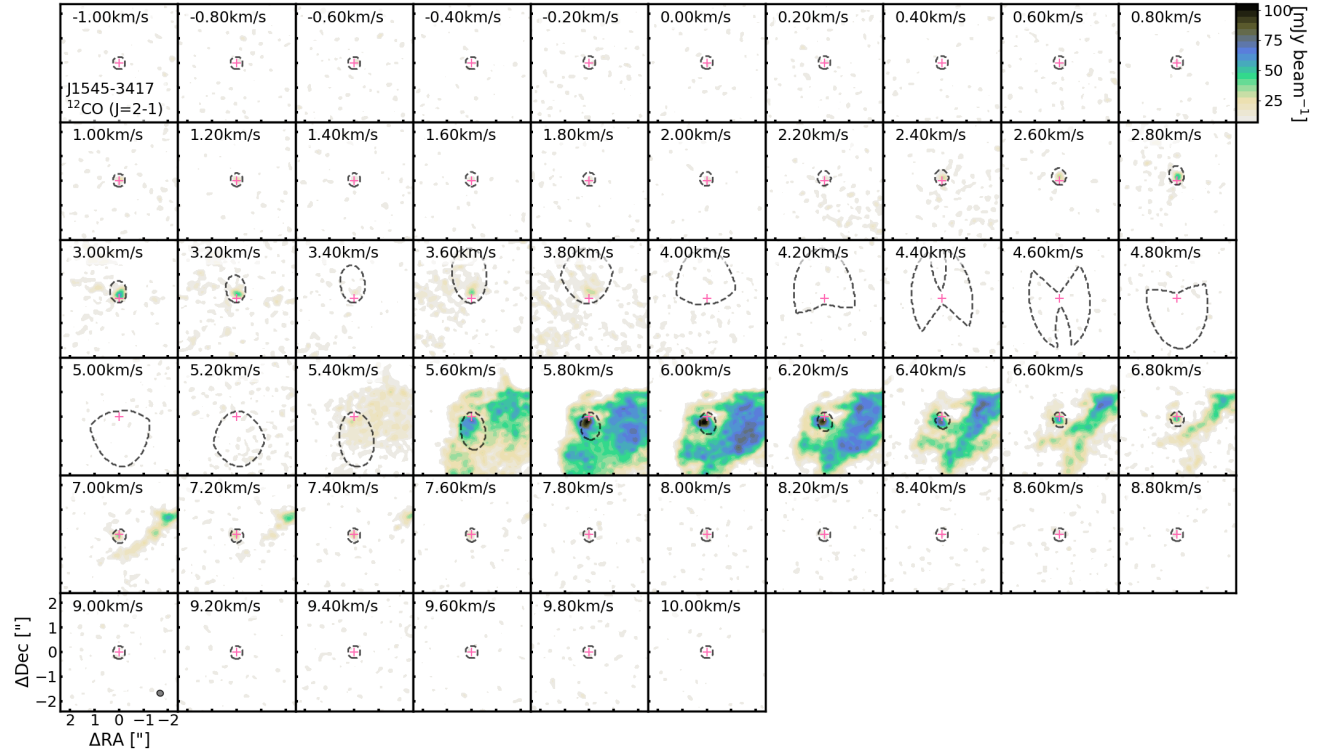 -1.00km/s -0.80km/s -0.60km/s -0.40km/s -0.20km/s 0.00km/s 0.20km/s 0.40km/s 0.60km/s 0.80km/s
J1545-3417
¹²CO (J=2-1)
100
75
50
25
[mJy beam⁻¹]
1.00km/s 1.20km/s 1.40km/s 1.60km/s 1.80km/s 2.00km/s 2.20km/s 2.40km/s 2.60km/s 2.80km/s
3.00km/s 3.20km/s 3.40km/s 3.60km/s 3.80km/s 4.00km/s 4.20km/s 4.40km/s 4.60km/s 4.80km/s
5.00km/s 5.20km/s 5.40km/s 5.60km/s 5.80km/s 6.00km/s 6.20km/s 6.40km/s 6.60km/s 6.80km/s
7.00km/s 7.20km/s 7.40km/s 7.60km/s 7.80km/s 8.00km/s 8.20km/s 8.40km/s 8.60km/s 8.80km/s
9.00km/s 9.20km/s 9.40km/s 9.60km/s 9.80km/s 10.00km/s
2
1
0
−1
−2
ΔDec ["]
2 1 0 −1 −2
ΔRA ["]